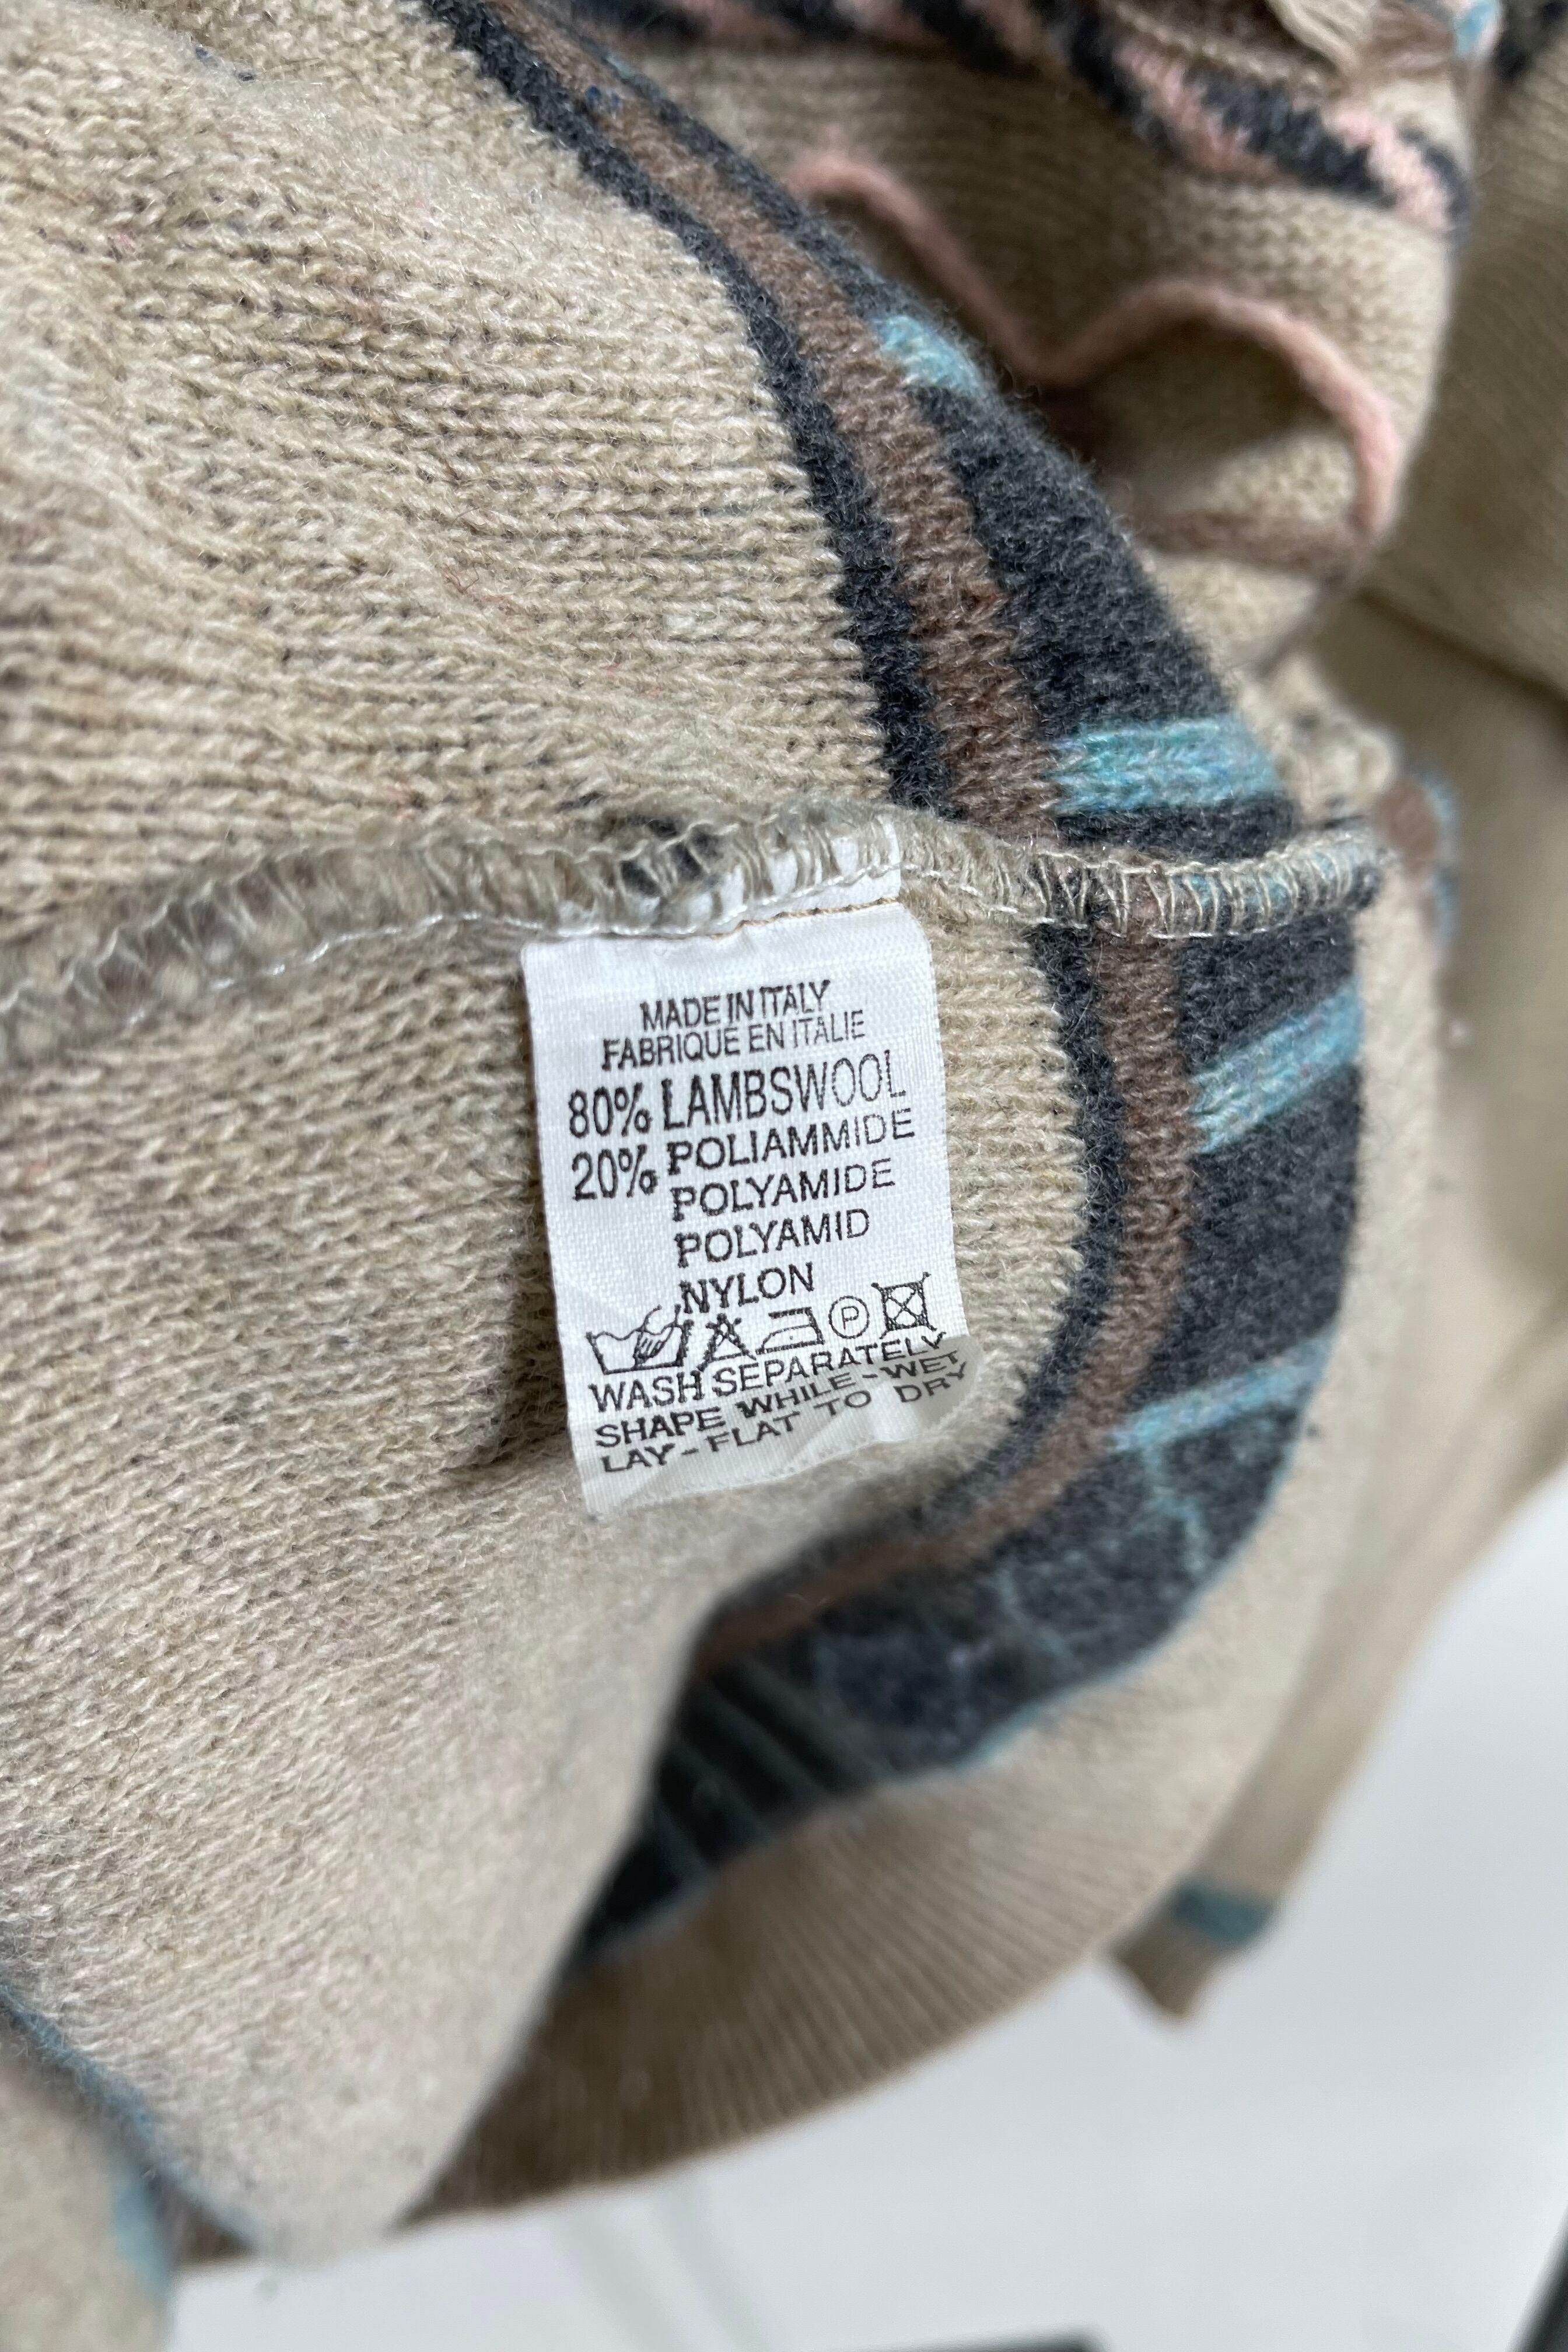 MADE IN ITALY
FABRIQUE EN ITALIE
80% LAMBSWOOL
20% POLIAMMIDE
POLYAMIDE
POLYAMID
NYLON
P
WASH SEPARATELY
SHAPE WHILE-WET
LAY-FLAT TO DRY